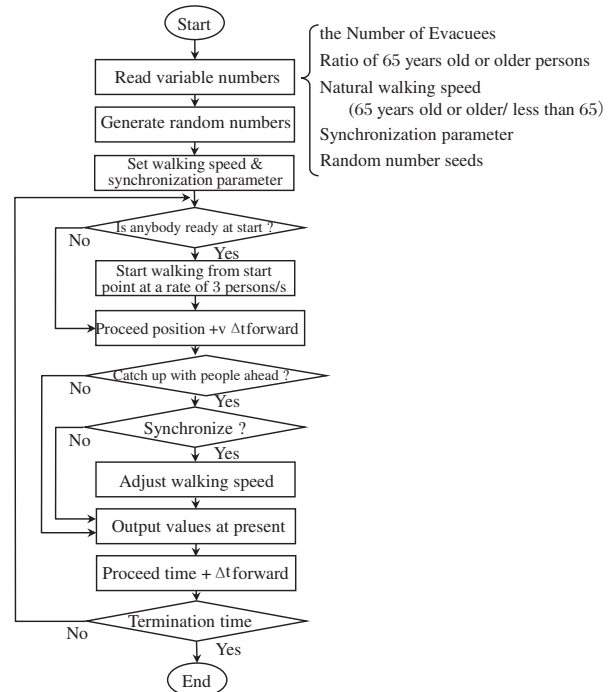 Start
the Number of Evacuees
Ratio of 65 years old or older persons
Natural walking speed
(65 years old or older/ less than 65)
Synchronization parameter
Random number seeds
Read variable numbers
Generate random numbers
Set walking speed &
synchronization parameter
Is anybody ready at start ?
No
Yes
Start walking from start
point at a rate of 3 persons/s
Proceed position +v Δtforward
Catch up with people ahead ?
No
Yes
Synchronize ?
No
Yes
Adjust walking speed
Output values at present
Proceed time + Δtforward
Termination time
No
Yes
End